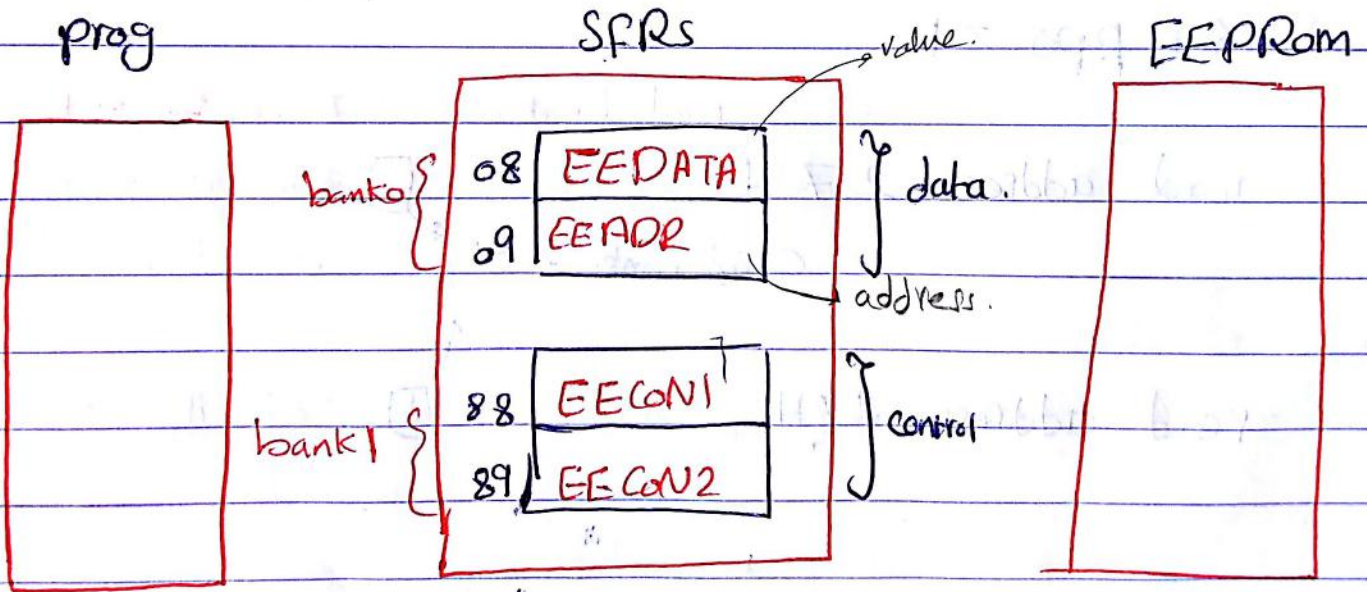 prog SFRs EEPRom
value.
bank0 08 EEDATA data.
09 EEADR
address.
88 EECON1 control
bank1 89 EECON2